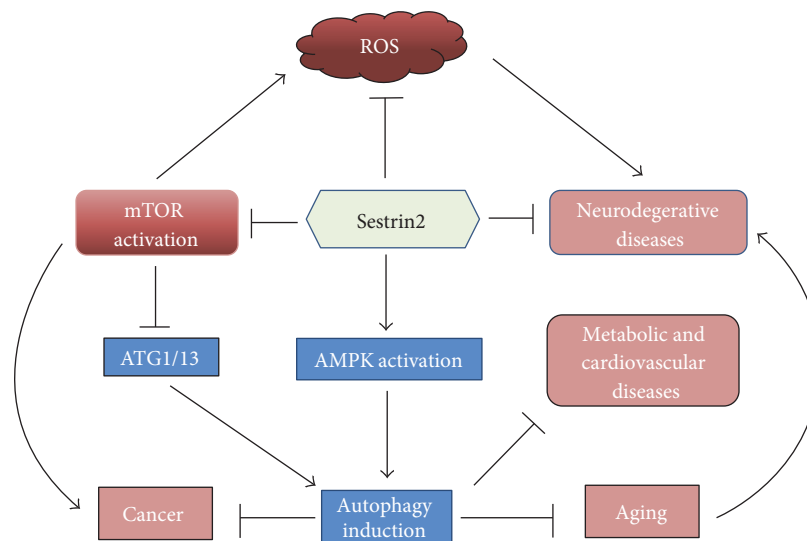 ROS
mTOR
activation
Sestrin2
Neurodegerative
diseases
ATG1/13
AMPK activation
Metabolic and
cardiovascular
diseases
Cancer
Autophagy
induction
Aging